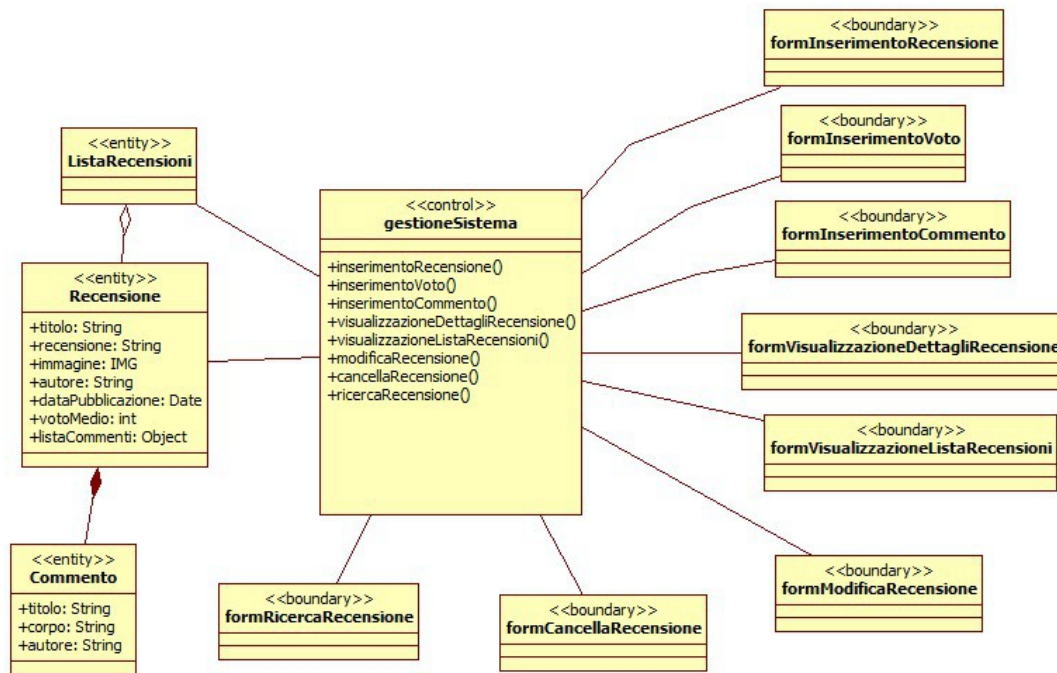 <<boundary>>
formInserimentoRecensione
<<boundary>>
formInserimentoVoto
<<entity>>
ListaRecensioni
<<control>>
gestioneSistema
+inserimentoRecensione()
+inserimentoVoto()
+inserimentoCommento()
+visualizzazioneDettagliRecensione()
+visualizzazioneListaRecensioni()
+modificaRecensione()
+cancellaRecensione()
+ricercaRecensione()
<<boundary>>
formInserimentoCommento
<<entity>>
Recensione
+titolo: String
+recensione: String
+immagine: IMG
+autore: String
+dataPubblicazione: Date
+votoMedio: int
+listaCommenti: Object
<<boundary>>
formVisualizzazioneDettagliRecensione
<<boundary>>
formVisualizzazioneListaRecensioni
<<entity>>
Commento
+titolo: String
+corpo: String
+autore: String
<<boundary>>
formRicercaRecensione
<<boundary>>
formCancellaRecensione
<<boundary>>
formModificaRecensione